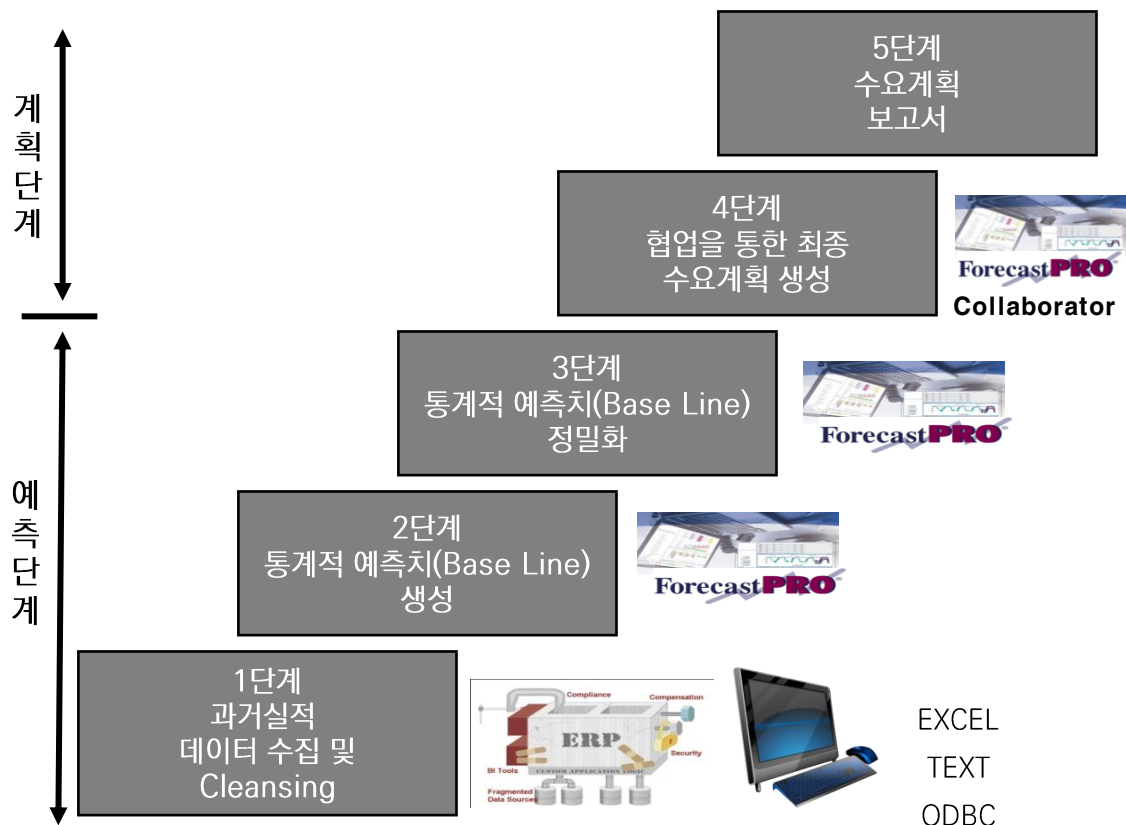 계획단계
5단계
수요계획
보고서
4단계
협업을 통한 최종
수요계획 생성
ForecastPRO
Collaborator
예측단계
3단계
통계적 예측치(Base Line)
정밀화
ForecastPRO
2단계
통계적 예측치(Base Line)
생성
ForecastPRO
1단계
과거실적
데이터 수집 및
Cleansing
Compliance
Compensation
ERP
Security
BI Tools
CUSTOM APPLICATION LOGIC
Fragmented
Data Sources
EXCEL
TEXT
ODBC